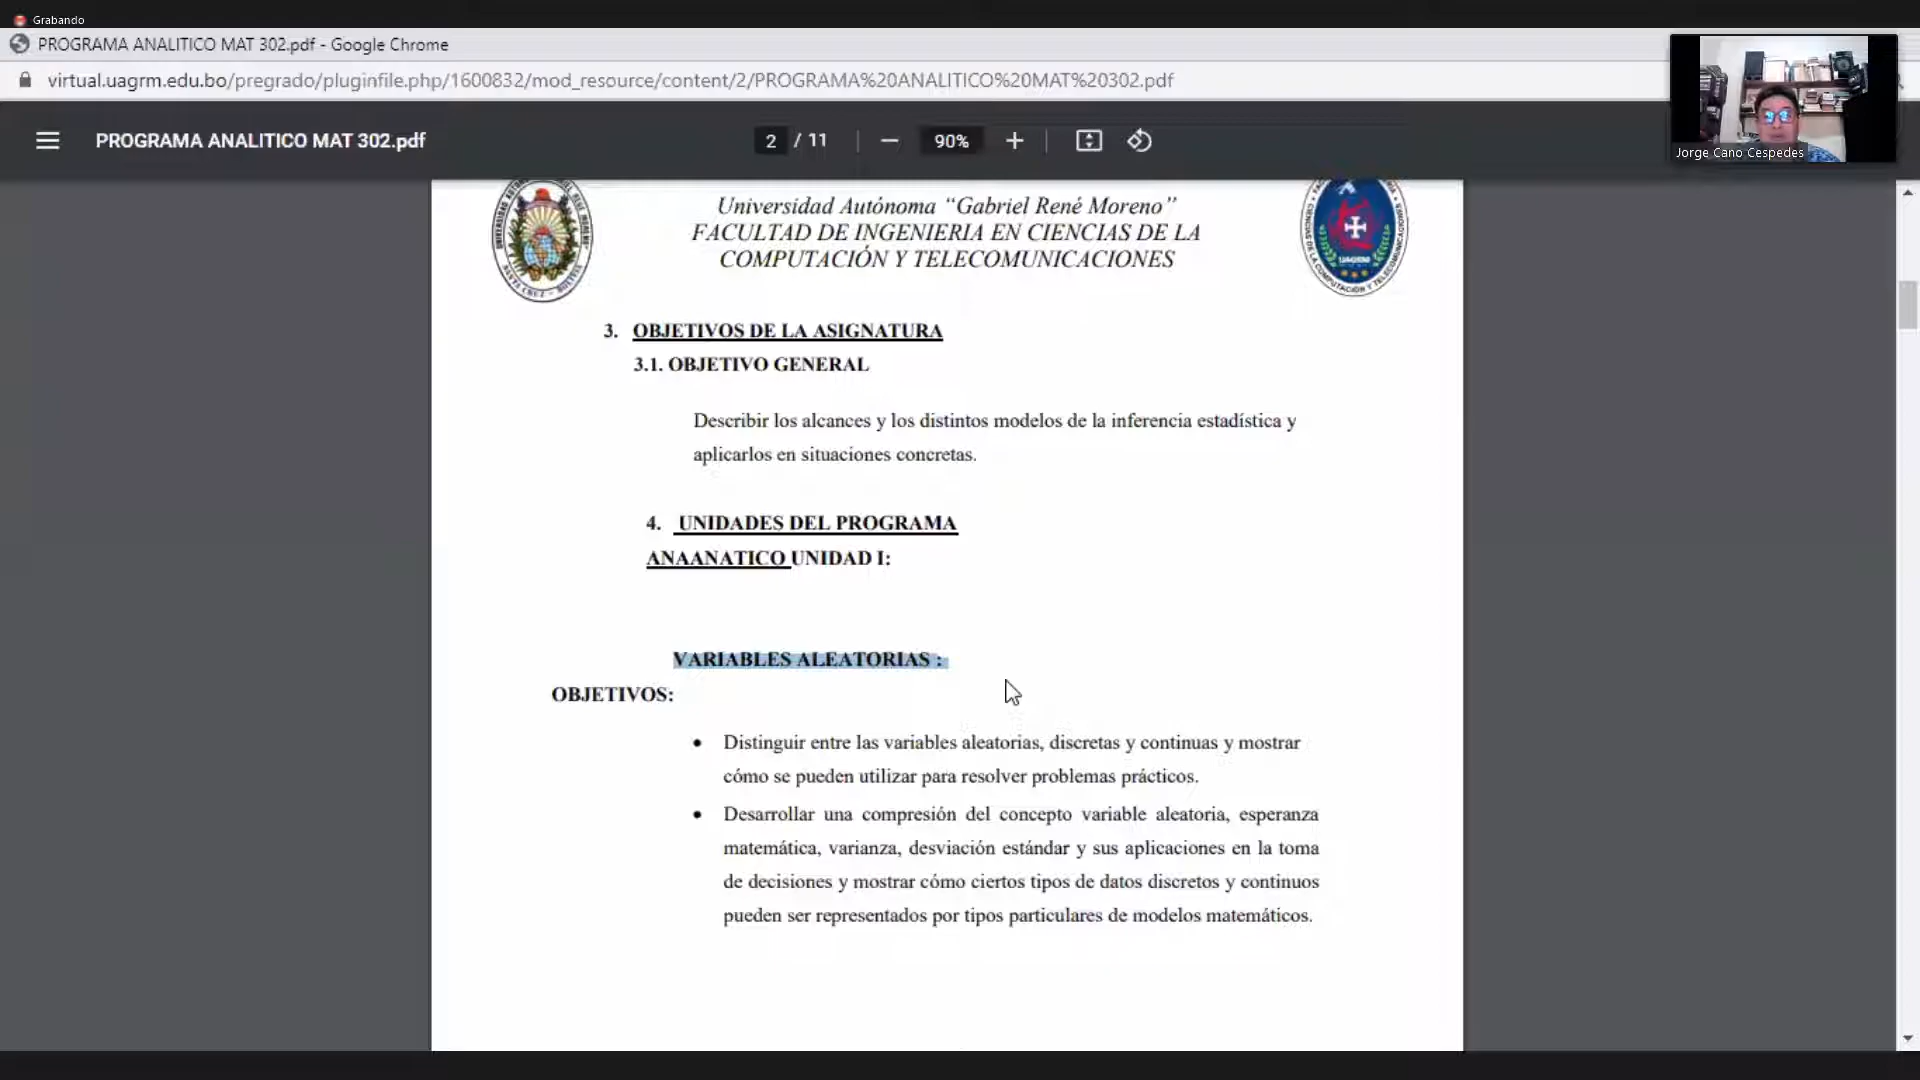 Grabando
PROGRAMA ANALITICO MAT 302.pdf - Google Chrome
virtual.uagrm.edu.bo/pregrado/pluginfile.php/1600832/mod_resource/content/2/PROGRAMA%20ANALITICO%20MAT%20302.pdf
PROGRAMA ANALITICO MAT 302.pdf
2 / 11
90%
Jorge Cano Cespedes
Universidad Autónoma “Gabriel René Moreno”
FACULTAD DE INGENIERIA EN CIENCIAS DE LA
COMPUTACIÓN Y TELECOMUNICACIONES
3. OBJETIVOS DE LA ASIGNATURA
3.1. OBJETIVO GENERAL
Describir los alcances y los distintos modelos de la inferencia estadística y
aplicarlos en situaciones concretas.
4. UNIDADES DEL PROGRAMA
ANAANATICO UNIDAD I:
VARIABLES ALEATORIAS :
OBJETIVOS:
• Distinguir entre las variables aleatorias, discretas y continuas y mostrar
cómo se pueden utilizar para resolver problemas prácticos.
• Desarrollar una compresión del concepto variable aleatoria, esperanza
matemática, varianza, desviación estándar y sus aplicaciones en la toma
de decisiones y mostrar cómo ciertos tipos de datos discretos y continuos
pueden ser representados por tipos particulares de modelos matemáticos.